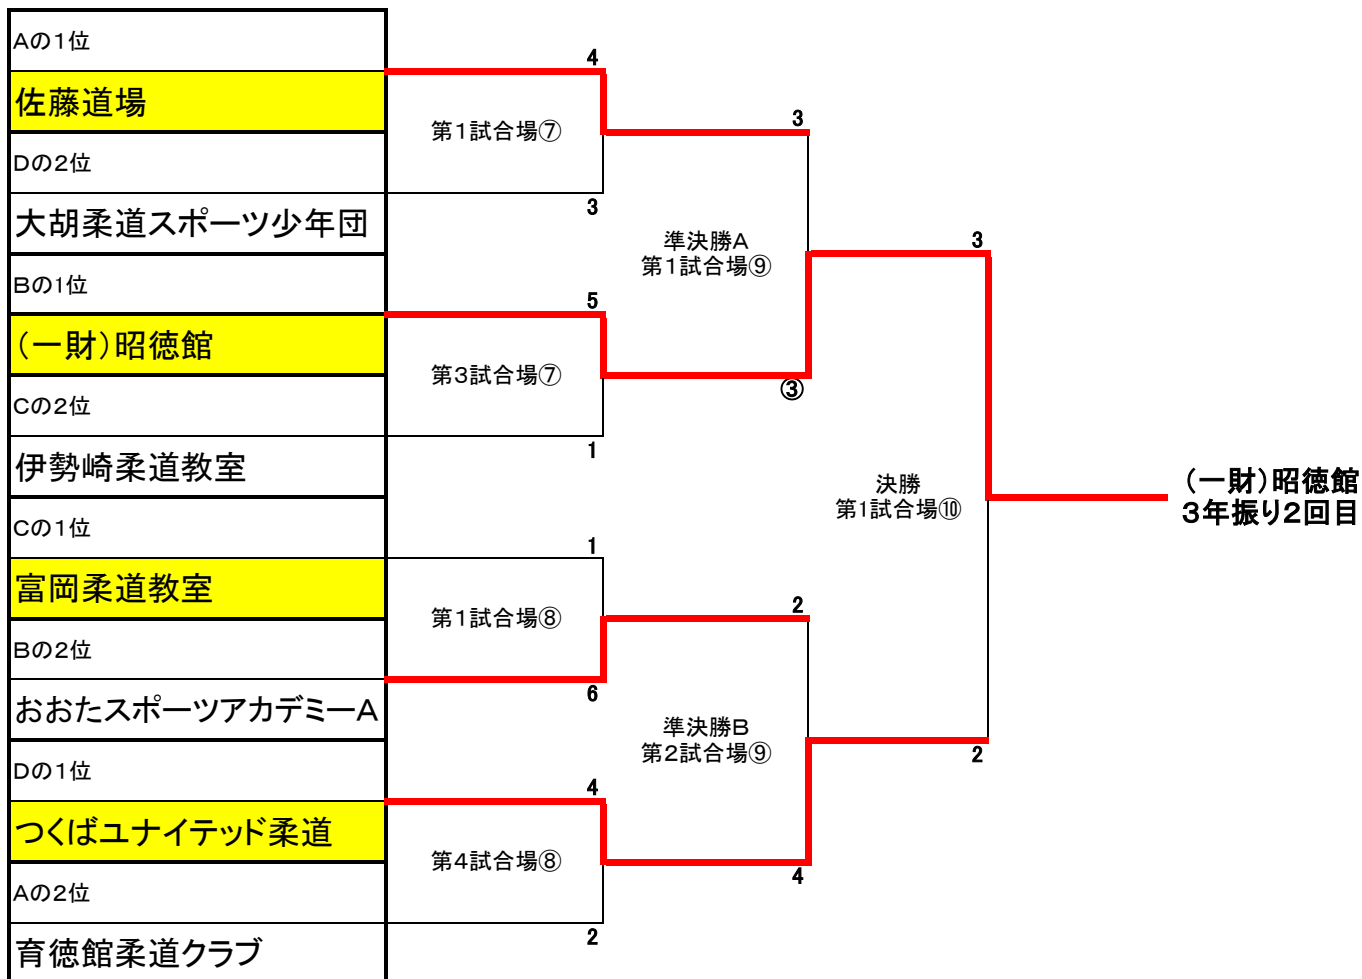 Aの1位
佐藤道場
Dの2位
大胡柔道スポーツ少年団
Bの1位
（一財）昭徳館
Cの2位
伊勢崎柔道教室
Cの1位
富岡柔道教室
Bの2位
おおたスポーツアカデミーA
Dの1位
つくばユナイテッド柔道
Aの2位
育徳館柔道クラブ
4
第1試合場⑦
3
5
第3試合場⑦
1
1
第1試合場⑧
6
4
第4試合場⑧
2
3
準決勝A
第1試合場⑨
③
2
準決勝B
第2試合場⑨
4
3
決勝
第1試合場⑩
2
（一財）昭徳館
3年振り2回目